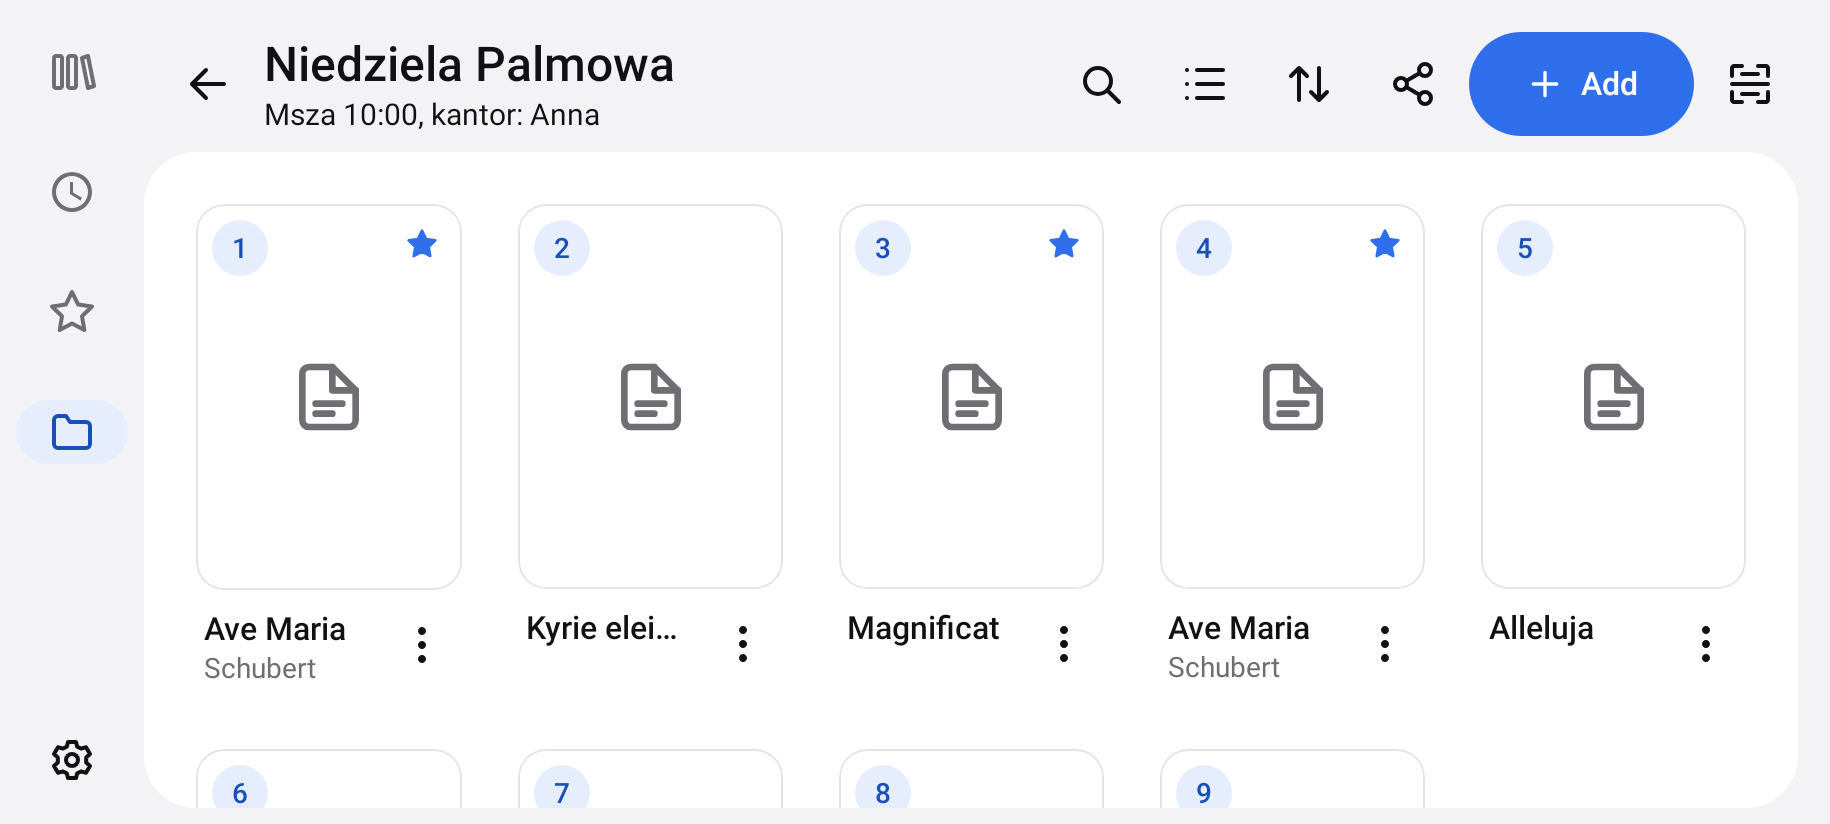 Niedziela Palmowa
Msza 10:00, kantor: Anna
Add
1
2
3
4
5
Ave Maria
Schubert
Kyrie elei...
Magnificat
Ave Maria
Schubert
Alleluja
6
7
8
9